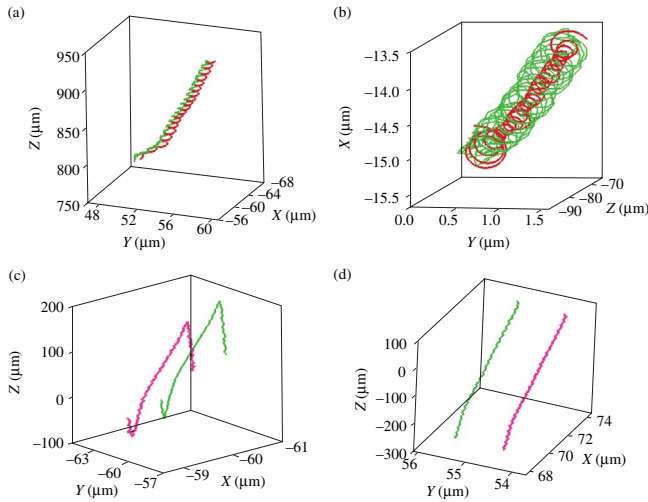 (a)
950
900
850
800
750
Z (μm)
48
52
56
60
Y (μm)
−68
−64
−60
−56
X (μm)
(b)
−13.5
−14.0
−14.5
−15.0
−15.5
X (μm)
0.0
0.5
1.0
1.5
Y (μm)
−70
−80
−90
Z (μm)
(c)
200
100
0
−100
Z (μm)
−63
−60
−57
Y (μm)
−59
−60
−61
X (μm)
(d)
100
0
−100
−200
−300
Z (μm)
56
55
54
Y (μm)
74
72
70
68
X (μm)